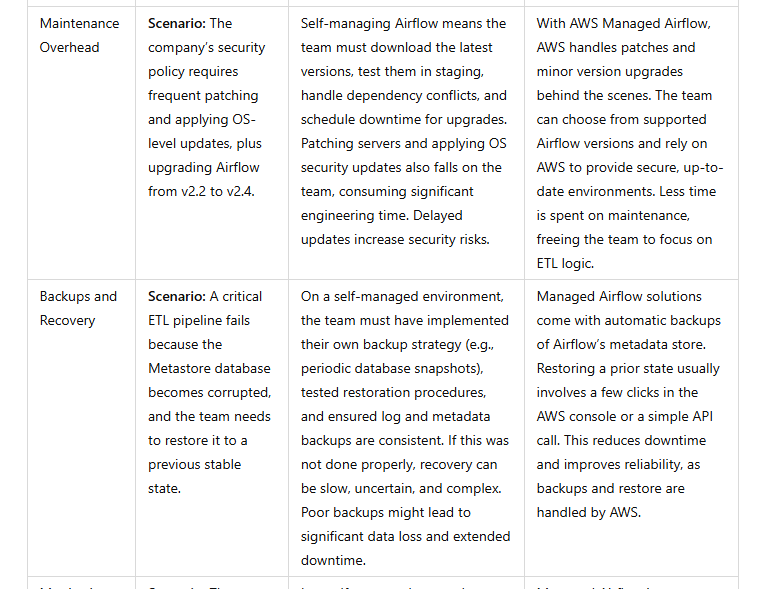 Maintenance
Overhead
Scenario: The
company's security
policy requires
frequent patching
and applying OS-
level updates, plus
upgrading Airflow
from v2.2 to v2.4.
Self-managing Airflow means the
team must download the latest
versions, test them in staging,
handle dependency conflicts, and
schedule downtime for upgrades.
Patching servers and applying OS
security updates also falls on the
team, consuming significant
engineering time. Delayed
updates increase security risks.
With AWS Managed Airflow,
AWS handles patches and
minor version upgrades
behind the scenes. The team
can choose from supported
Airflow versions and rely on
AWS to provide secure, up-to-
date environments. Less time
is spent on maintenance,
freeing the team to focus on
ETL logic.
Backups and
Recovery
Scenario: A critical
ETL pipeline fails
because the
Metastore database
becomes corrupted,
and the team needs
to restore it to a
previous stable
state.
On a self-managed environment,
the team must have implemented
their own backup strategy (e.g.,
periodic database snapshots),
tested restoration procedures,
and ensured log and metadata
backups are consistent. If this was
not done properly, recovery can
be slow, uncertain, and complex.
Poor backups might lead to
significant data loss and extended
downtime.
Managed Airflow solutions
come with automatic backups
of Airflow's metadata store.
Restoring a prior state usually
involves a few clicks in the
AWS console or a simple API
call. This reduces downtime
and improves reliability, as
backups and restore are
handled by AWS.